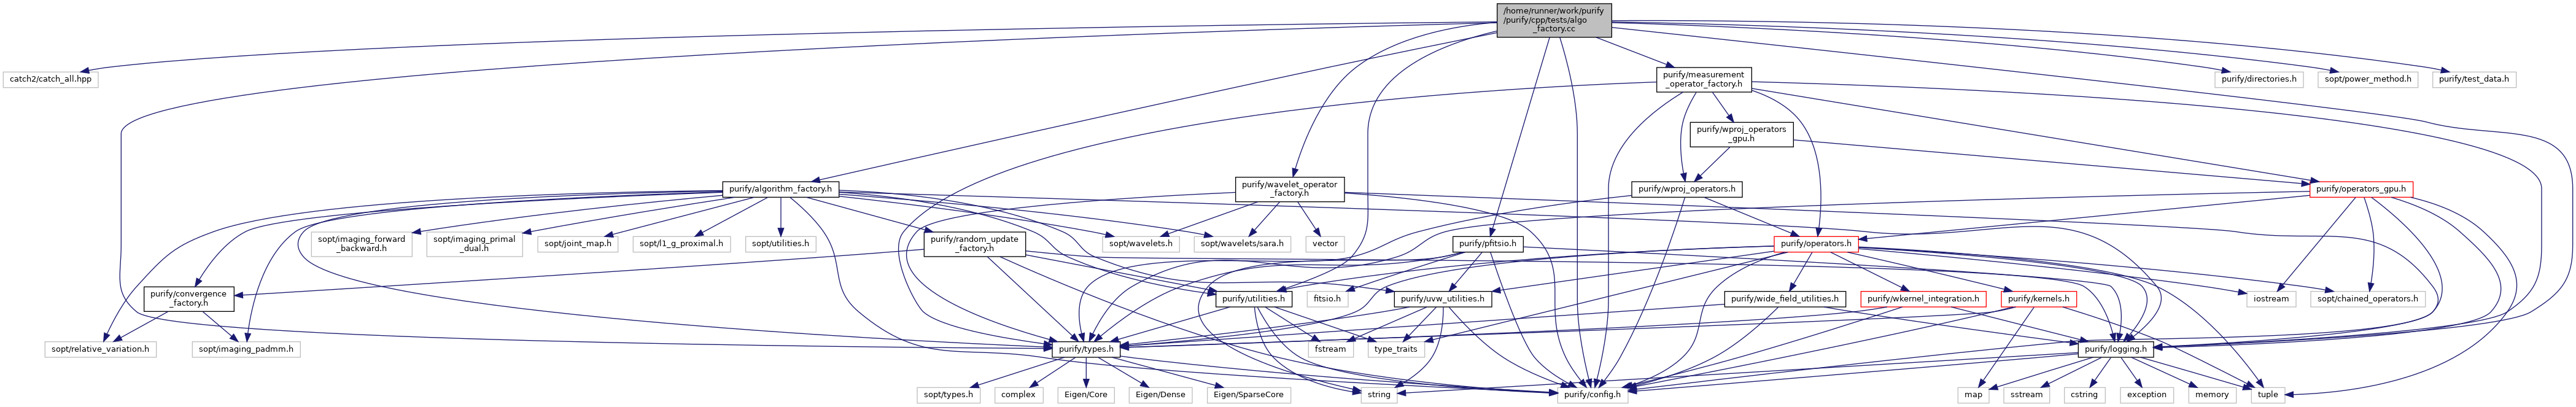 /home/runner/work/purify
/purify/cpp/tests/algo
_factory.cc
catch2/catch_all.hpp
purify/measurement
_operator_factory.h
purify/directories.h
sopt/power_method.h
purify/test_data.h
purify/wproj_operators
_gpu.h
purify/algorithm_factory.h
purify/wavelet_operator
_factory.h
purify/wproj_operators.h
purify/operators_gpu.h
sopt/imaging_forward
_backward.h
sopt/imaging_primal
_dual.h
sopt/joint_map.h
sopt/l1_g_proximal.h
sopt/utilities.h
purify/random_update
_factory.h
sopt/wavelets.h
sopt/wavelets/sara.h
vector
purify/pfitsio.h
purify/operators.h
purify/convergence
_factory.h
purify/utilities.h
fitsio.h
purify/uvw_utilities.h
purify/wide_field_utilities.h
purify/wkernel_integration.h
purify/kernels.h
iostream
sopt/chained_operators.h
sopt/relative_variation.h
sopt/imaging_padmm.h
purify/types.h
fstream
type_traits
purify/logging.h
sopt/types.h
complex
Eigen/Core
Eigen/Dense
Eigen/SparseCore
string
purify/config.h
map
sstream
cstring
exception
memory
tuple